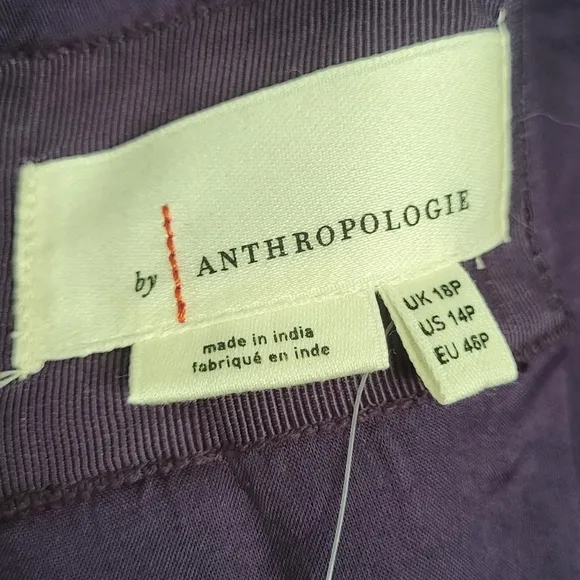 by ANTHROPOLOGIE
made in india
fabriqué en inde
UK 18P
US 14P
EU 46P